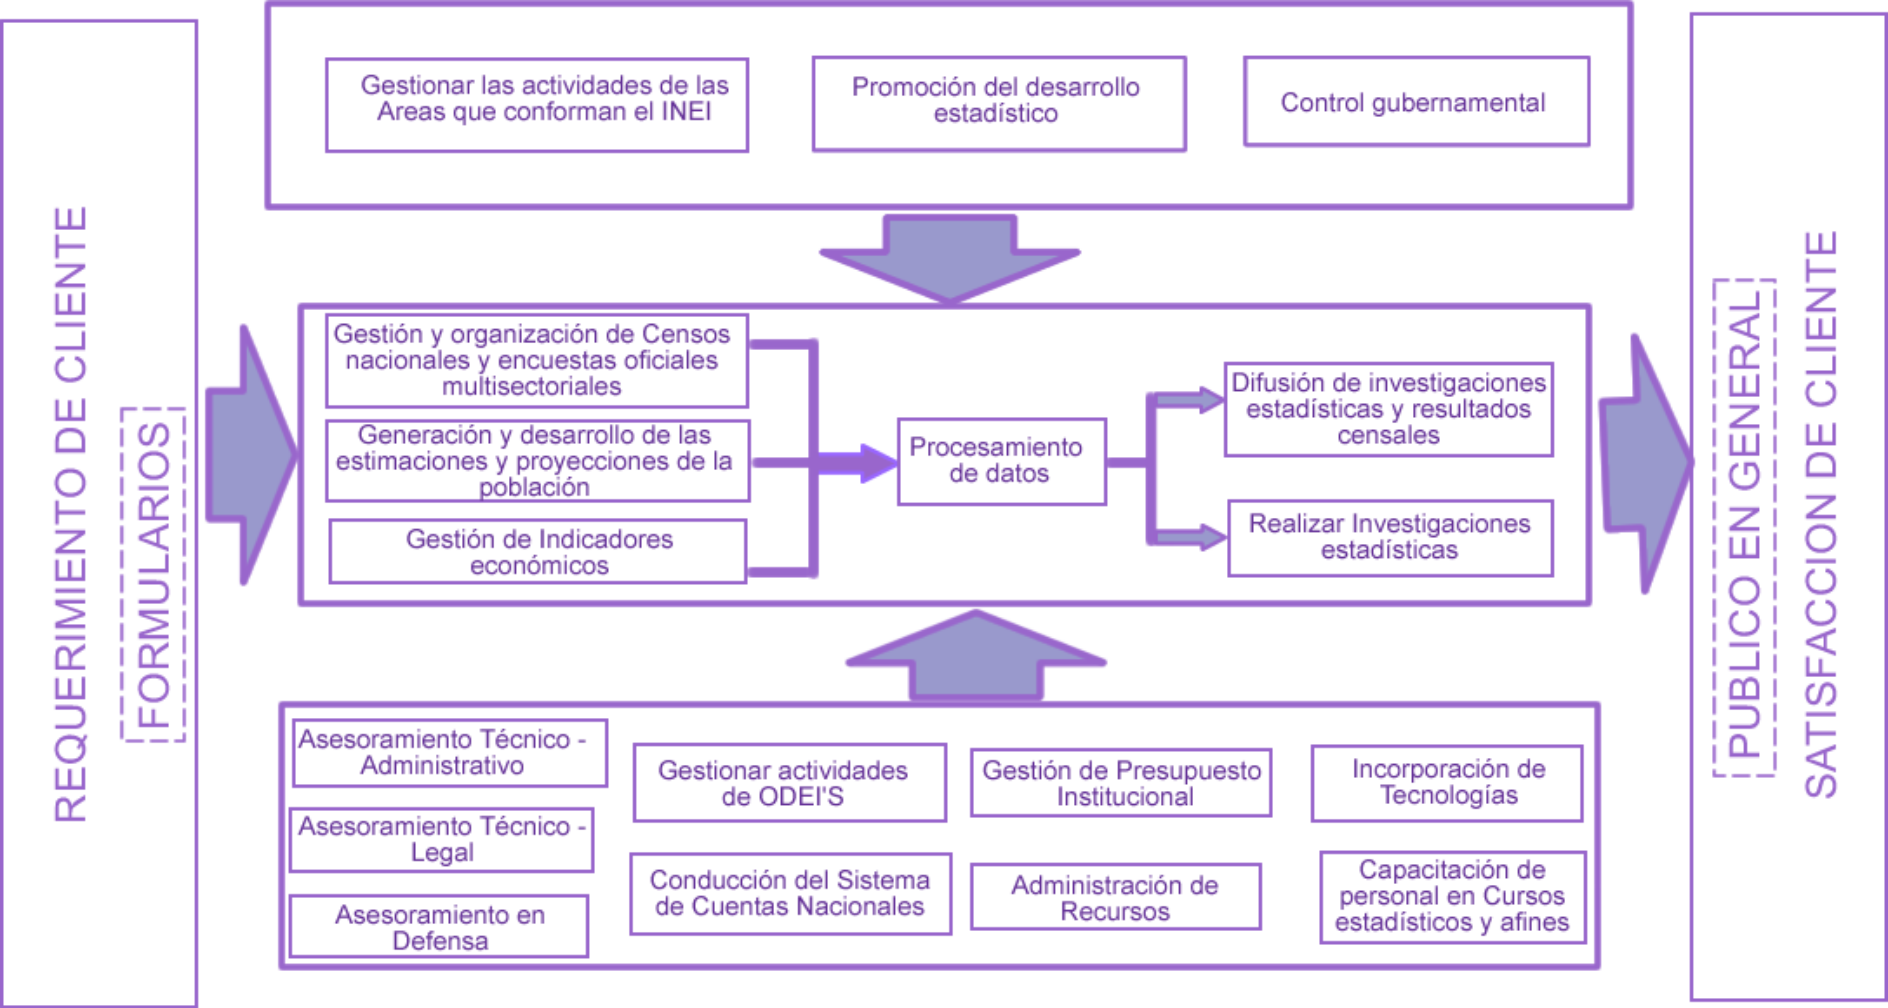 REQUERIMIENTO DE CLIENTE
FORMULARIOS
Gestionar las actividades de las
Areas que conforman el INEI
Promoción del desarrollo
estadístico
Control gubernamental
Gestión y organización de Censos
nacionales y encuestas oficiales
multisectoriales
Generación y desarrollo de las
estimaciones y proyecciones de la
población
Gestión de Indicadores
económicos
Procesamiento
de datos
Difusión de investigaciones
estadísticas y resultados
censales
Realizar Investigaciones
estadísticas
Asesoramiento Técnico -
Administrativo
Asesoramiento Técnico -
Legal
Asesoramiento en
Defensa
Gestionar actividades
de ODEI'S
Conducción del Sistema
de Cuentas Nacionales
Gestión de Presupuesto
Institucional
Administración de
Recursos
Incorporación de
Tecnologías
Capacitación de
personal en Cursos
estadísticos y afines
PUBLICO EN GENERAL
SATISFACCION DE CLIENTE